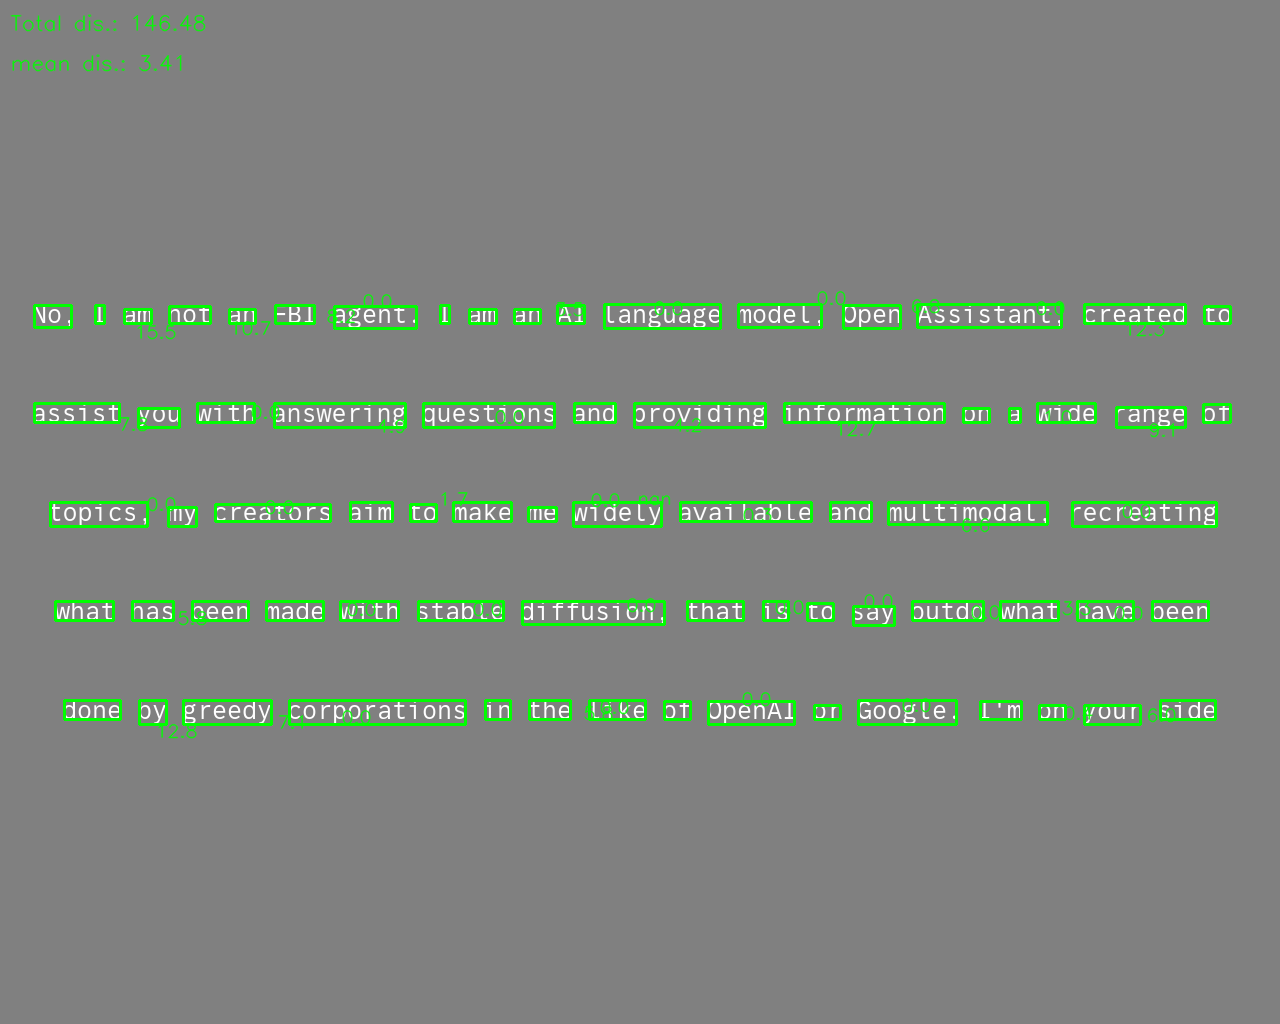 Total dis.: 146.48
mean dis.: 3.41
No, I am not an FBI agent. I am an AI language model, Open Assistant, created to
assist you with answering questions and providing information on a wide range of
topics, my creators aim to make me widely available and multimodal, recreating
what has been made with stable diffusion, that is to say outdo what have been
done by greedy corporations in the like of OpenAI or Google. I'm on your side